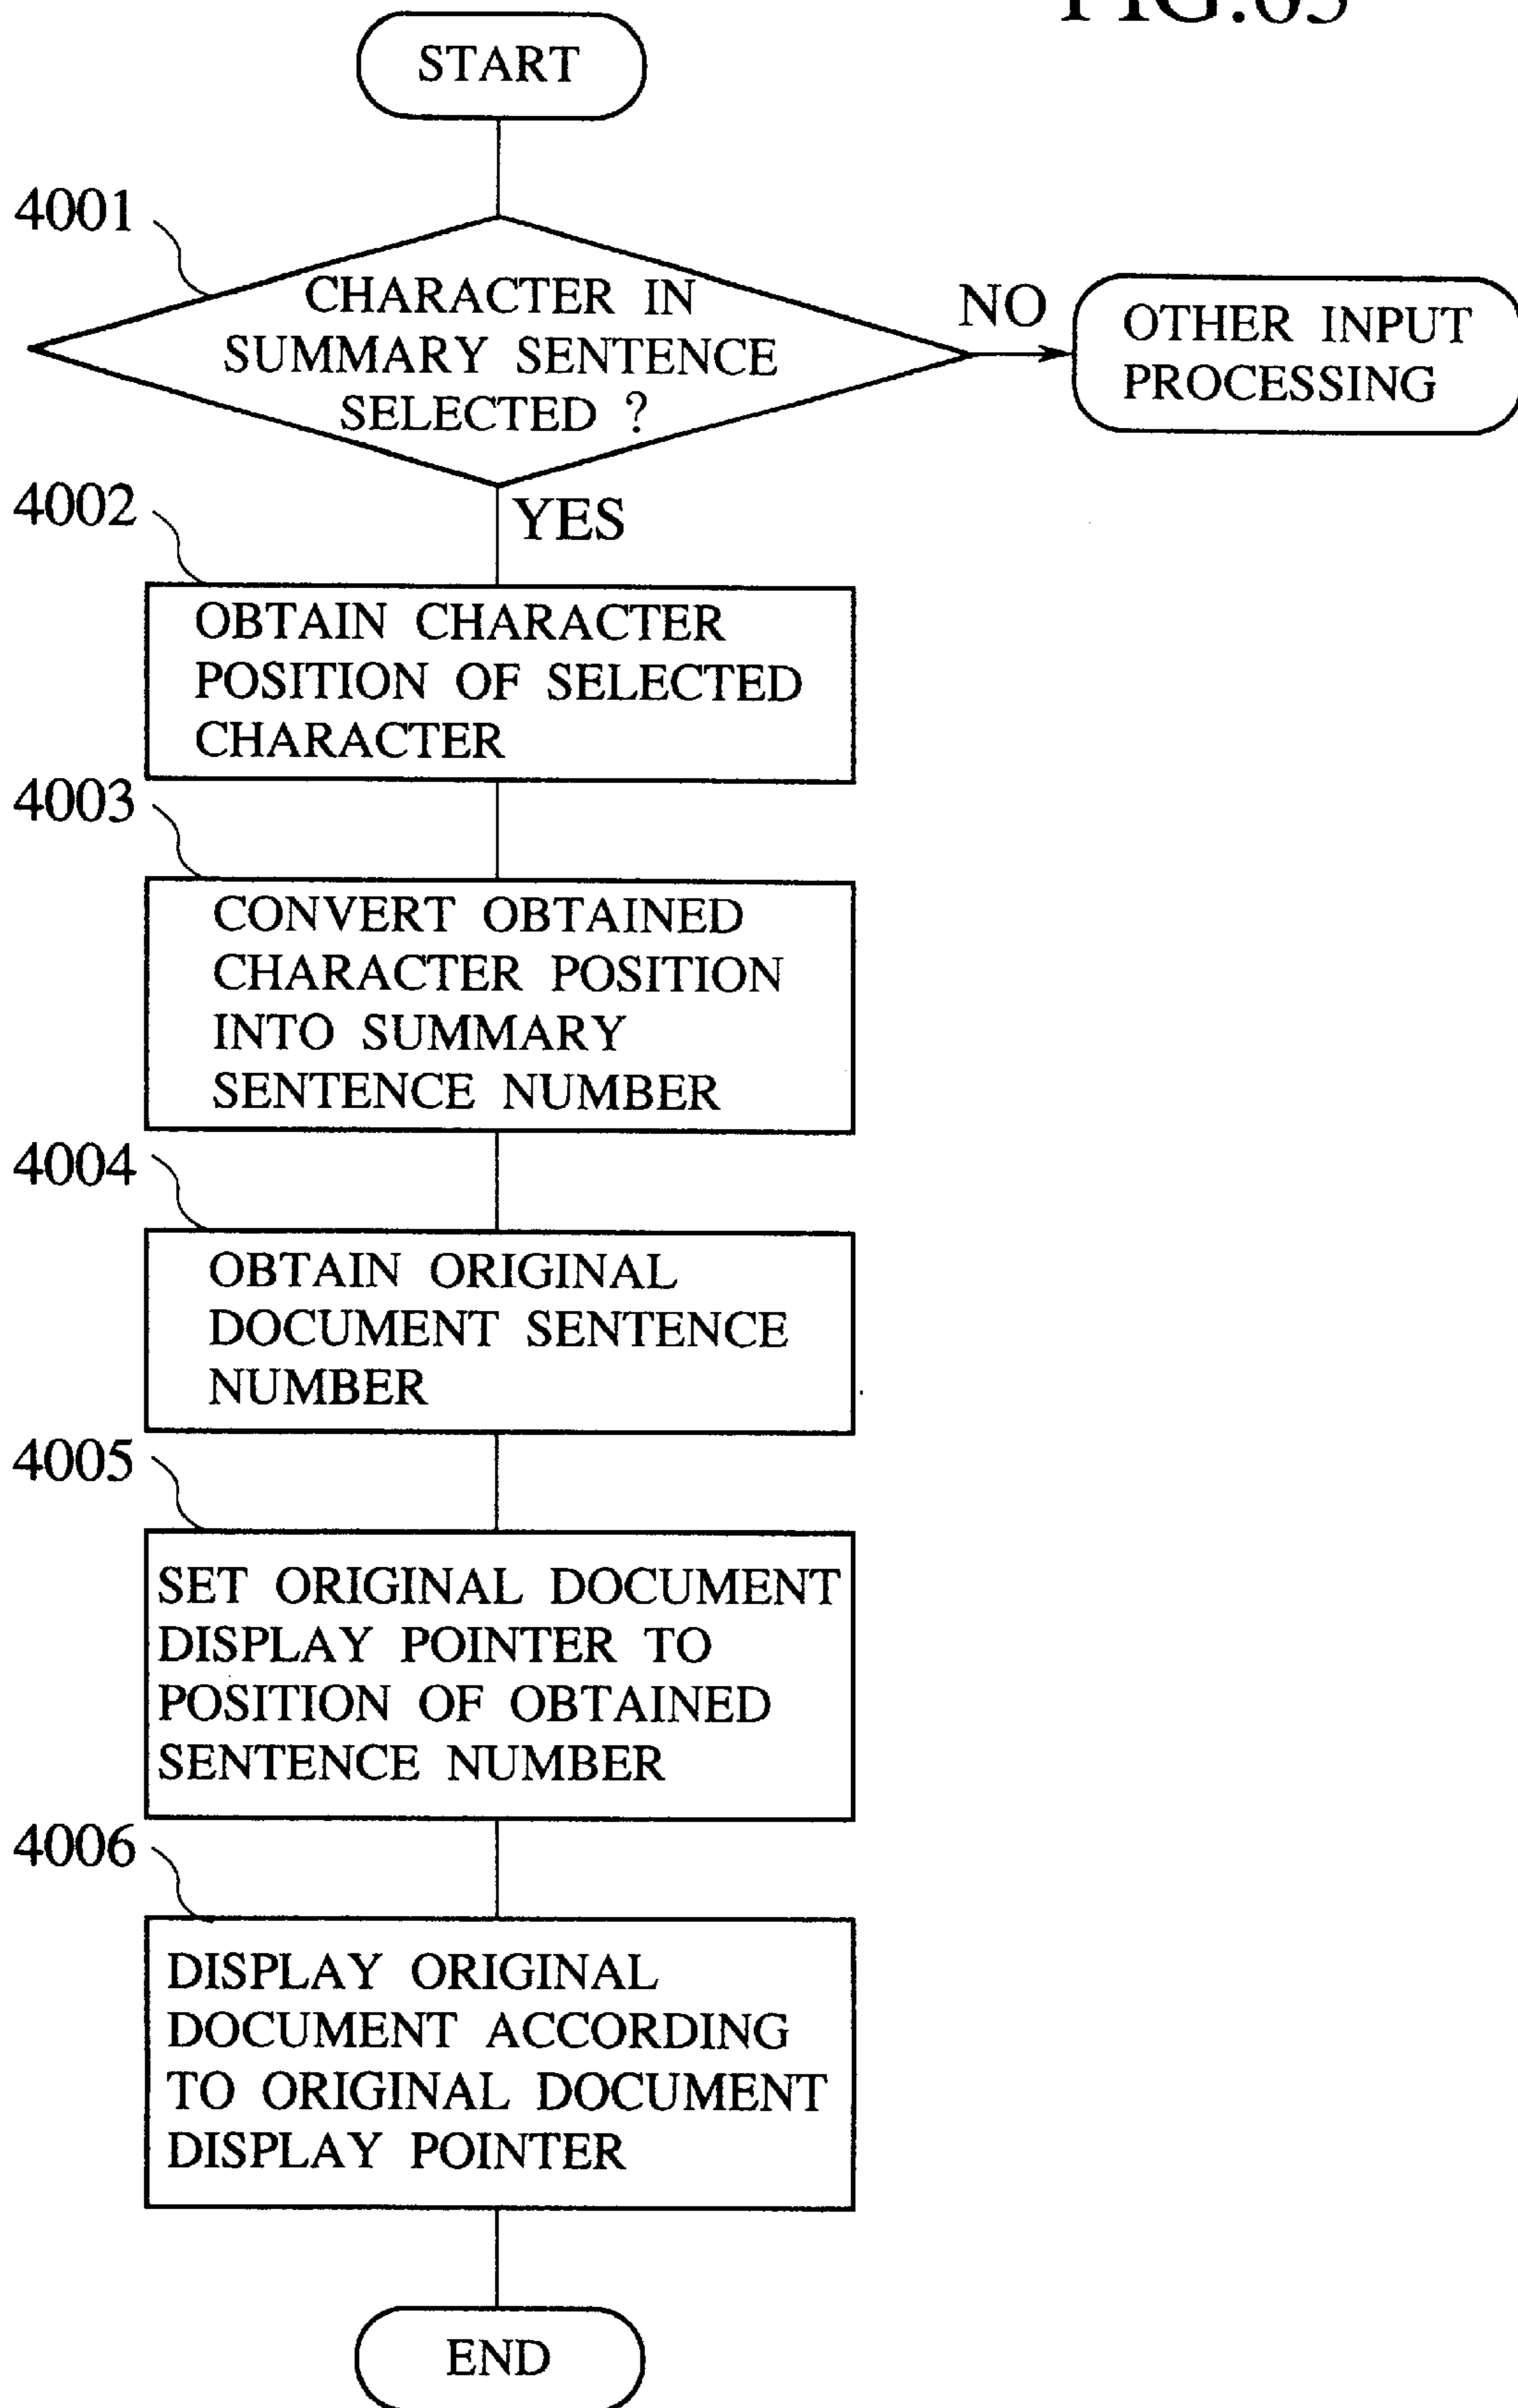 START
4001
CHARACTER IN
SUMMARY SENTENCE
SELECTED ?
NO
OTHER INPUT
PROCESSING
YES
4002
OBTAIN CHARACTER
POSITION OF SELECTED
CHARACTER
4003
CONVERT OBTAINED
CHARACTER POSITION
INTO SUMMARY
SENTENCE NUMBER
4004
OBTAIN ORIGINAL
DOCUMENT SENTENCE
NUMBER
4005
SET ORIGINAL DOCUMENT
DISPLAY POINTER TO
POSITION OF OBTAINED
SENTENCE NUMBER
4006
DISPLAY ORIGINAL
DOCUMENT ACCORDING
TO ORIGINAL DOCUMENT
DISPLAY POINTER
END